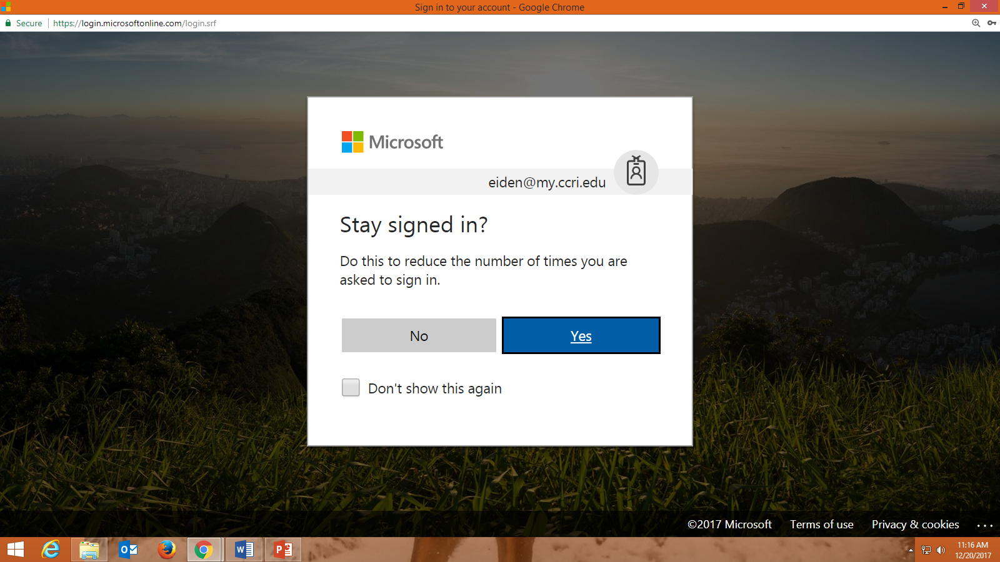 Sign in to your account - Google Chrome
Secure https://login.microsoftonline.com/login.srf
Microsoft
eiden@my.ccri.edu
Stay signed in?
Do this to reduce the number of times you are
asked to sign in.
No Yes
Don't show this again
©2017 Microsoft Terms of use Privacy & cookies ...
11:16 AM
12/20/2017